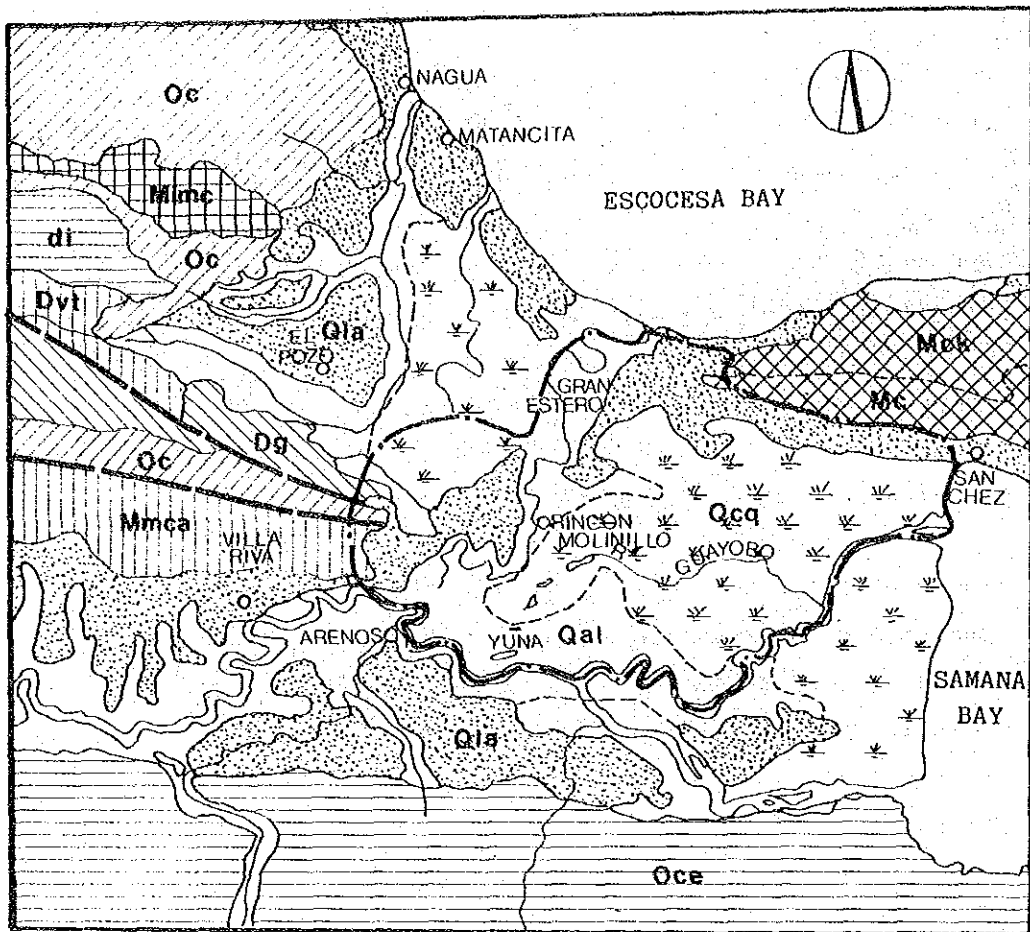 NAGUA
Oc
MATANCITA
Mimc
ESCOCESA BAY
di
Oc
Dvt
Qla
EL
POZO
Mck
GRAN
ESTERO
Mc
Dg
Oc
SAN
CHEZ
Mmca
Qcq
RINCON
MOLINILLO
VILLA
RIVA
R.
GUAYOBO
ARENOSO
YUNA
Qal
SAMANA
BAY
Qla
Oce